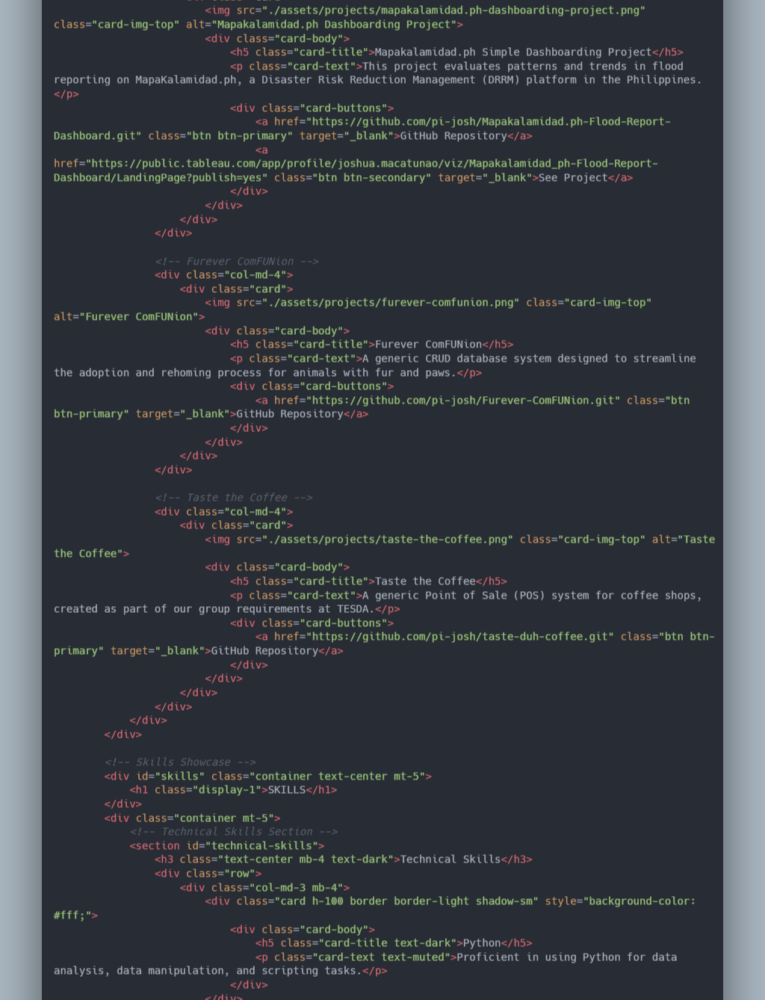 <img src="./assets/projects/mapakalamidad.ph-dashboarding-project.png"
class="card-img-top" alt="Mapakalamidad.ph Dashboarding Project">
<div class="card-body">
<h5 class="card-title">Mapakalamidad.ph Simple Dashboarding Project</h5>
<p class="card-text">This project evaluates patterns and trends in flood
reporting on MapaKalamidad.ph, a Disaster Risk Reduction Management (DRRM) platform in the Philippines.
</p>
<div class="card-buttons">
<a href="https://github.com/pi-josh/Mapakalamidad.ph-Flood-Report-
Dashboard.git" class="btn btn-primary" target="_blank">GitHub Repository</a>
<a
href="https://public.tableau.com/app/profile/joshua.macatunao/viz/Mapakalamidad_ph-Flood-Report-
Dashboard/LandingPage?publish=yes" class="btn btn-secondary" target="_blank">See Project</a>
</div>
</div>
</div>
</div>
<!-- Furever ComFUNion -->
<div class="col-md-4">
<div class="card">
<img src="./assets/projects/furever-comfunion.png" class="card-img-top"
alt="Furever ComFUNion">
<div class="card-body">
<h5 class="card-title">Furever ComFUNion</h5>
<p class="card-text">A generic CRUD database system designed to streamline
the adoption and rehoming process for animals with fur and paws.</p>
<div class="card-buttons">
<a href="https://github.com/pi-josh/Furever-ComFUNion.git" class="btn
btn-primary" target="_blank">GitHub Repository</a>
</div>
</div>
</div>
</div>
<!-- Taste the Coffee -->
<div class="col-md-4">
<div class="card">
<img src="./assets/projects/taste-the-coffee.png" class="card-img-top" alt="Taste
the Coffee">
<div class="card-body">
<h5 class="card-title">Taste the Coffee</h5>
<p class="card-text">A generic Point of Sale (POS) system for coffee shops,
created as part of our group requirements at TESDA.</p>
<div class="card-buttons">
<a href="https://github.com/pi-josh/taste-duh-coffee.git" class="btn btn-
primary" target="_blank">GitHub Repository</a>
</div>
</div>
</div>
</div>
</div>
</div>
<!-- Skills Showcase -->
<div id="skills" class="container text-center mt-5">
<h1 class="display-1">SKILLS</h1>
</div>
<div class="container mt-5">
<!-- Technical Skills Section -->
<section id="technical-skills">
<h3 class="text-center mb-4 text-dark">Technical Skills</h3>
<div class="row">
<div class="col-md-3 mb-4">
<div class="card h-100 border border-light shadow-sm" style="background-color:
#fff;">
<div class="card-body">
<h5 class="card-title text-dark">Python</h5>
<p class="card-text text-muted">Proficient in using Python for data
analysis, data manipulation, and scripting tasks.</p>
</div>